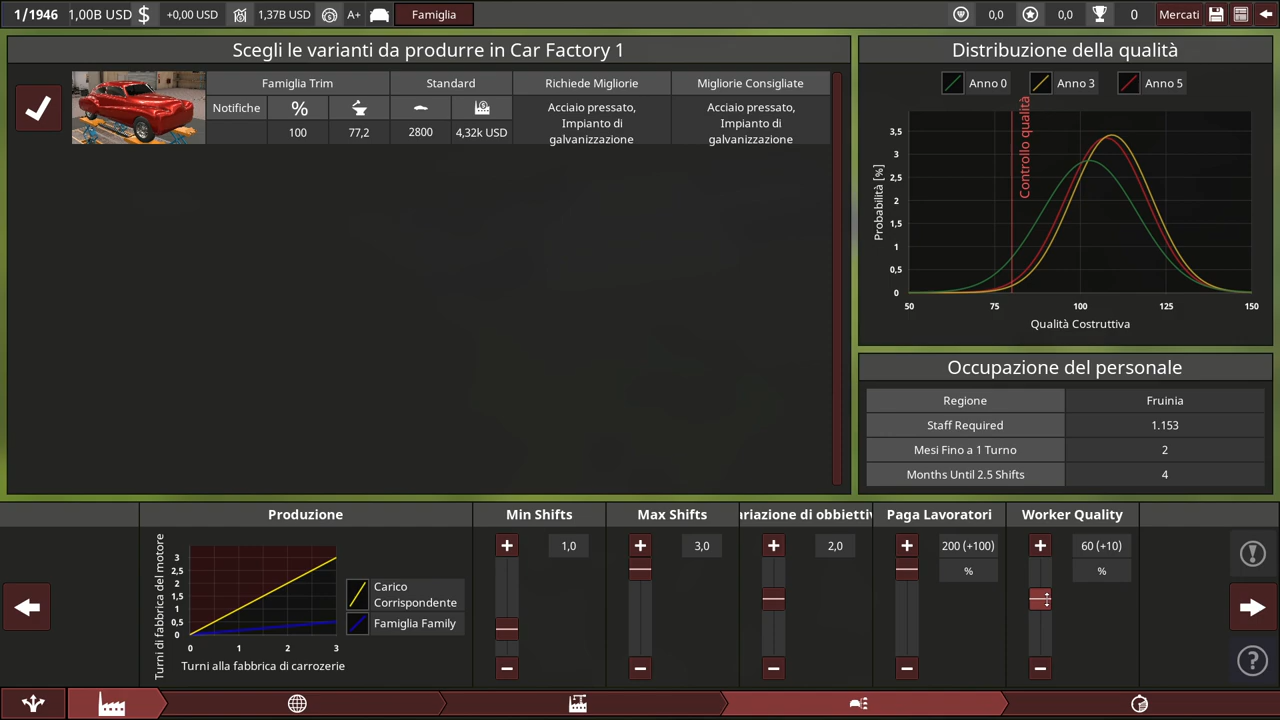 1/1946 1,00B USD +0,00 USD 1,37B USD A+ Famiglia 0,0 0,0 0 Mercati
Scegli le varianti da produrre in Car Factory 1
Famiglia Trim Standard Richiede Migliorie Migliorie Consigliate
Notifiche %
100 77,2 2800 4,32k USD
Acciaio pressato,
Impianto di
galvanizzazione
Acciaio pressato,
Impianto di
galvanizzazione
Distribuzione della qualità
Anno 0 Anno 3 Anno 5
Controllo qualità
Probabilità [%]
3,5
3
2,5
2
1,5
1
0,5
0
50 75 100 125 150
Qualità Costruttiva
Occupazione del personale
Regione Fruinia
Staff Required 1.153
Mesi Fino a 1 Turno 2
Months Until 2.5 Shifts 4
Produzione
Turni di fabbrica del motore
3
2,5
2
1,5
1
0,5
0
0 1 2 3
Turni alla fabbrica di carrozerie
Carico
Corrispondente
Famiglia Family
Min Shifts
1,0
Max Shifts
3,0
riazione di obbiettiv
2,0
Paga Lavoratori
200 (+100)
%
Worker Quality
60 (+10)
%